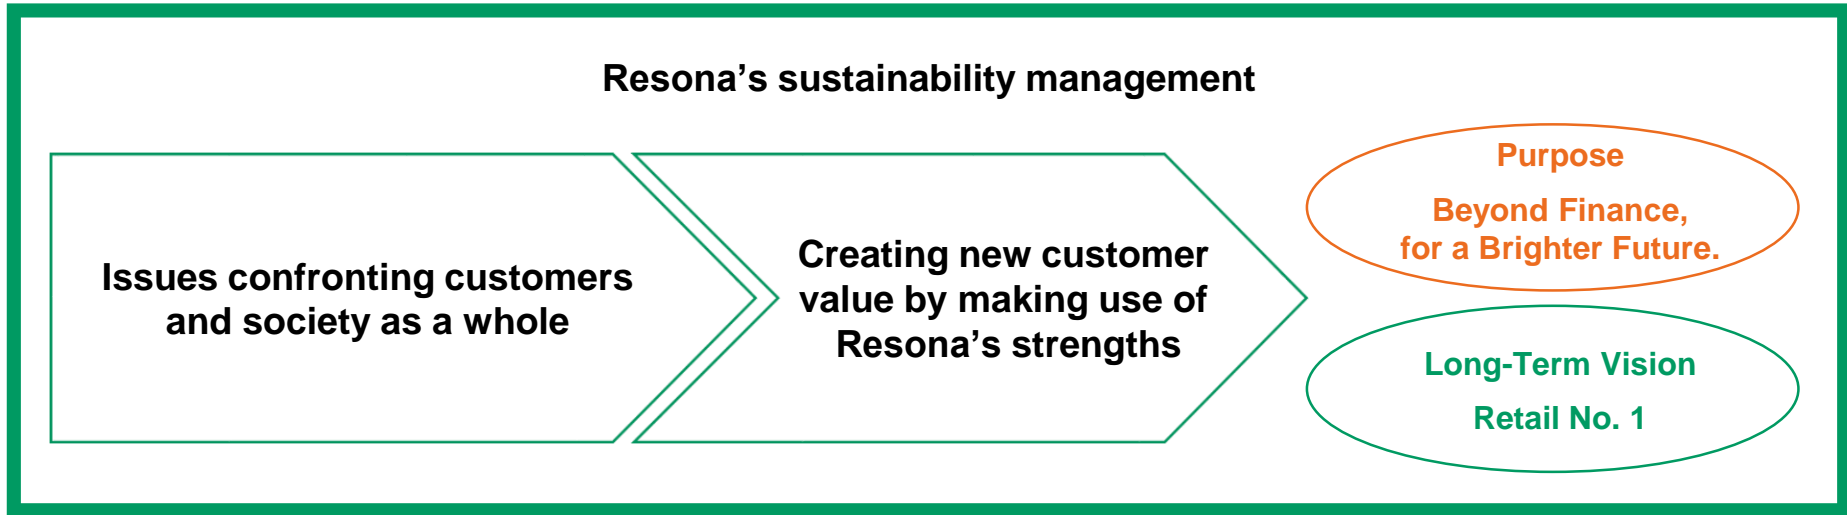 Resona’s sustainability management
Issues confronting customers
and society as a whole
Creating new customer
value by making use of
Resona’s strengths
Purpose
Beyond Finance,
for a Brighter Future.
Long-Term Vision
Retail No. 1